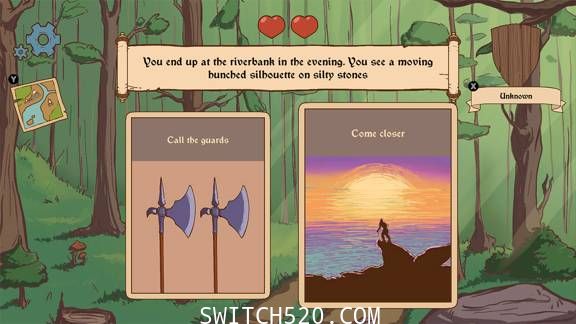 You end up at the riverbank in the evening. You see a moving
hunched silhouette on silty stones
Y
X
Unknown
Call the guards
Come closer
SWITCH520.COM